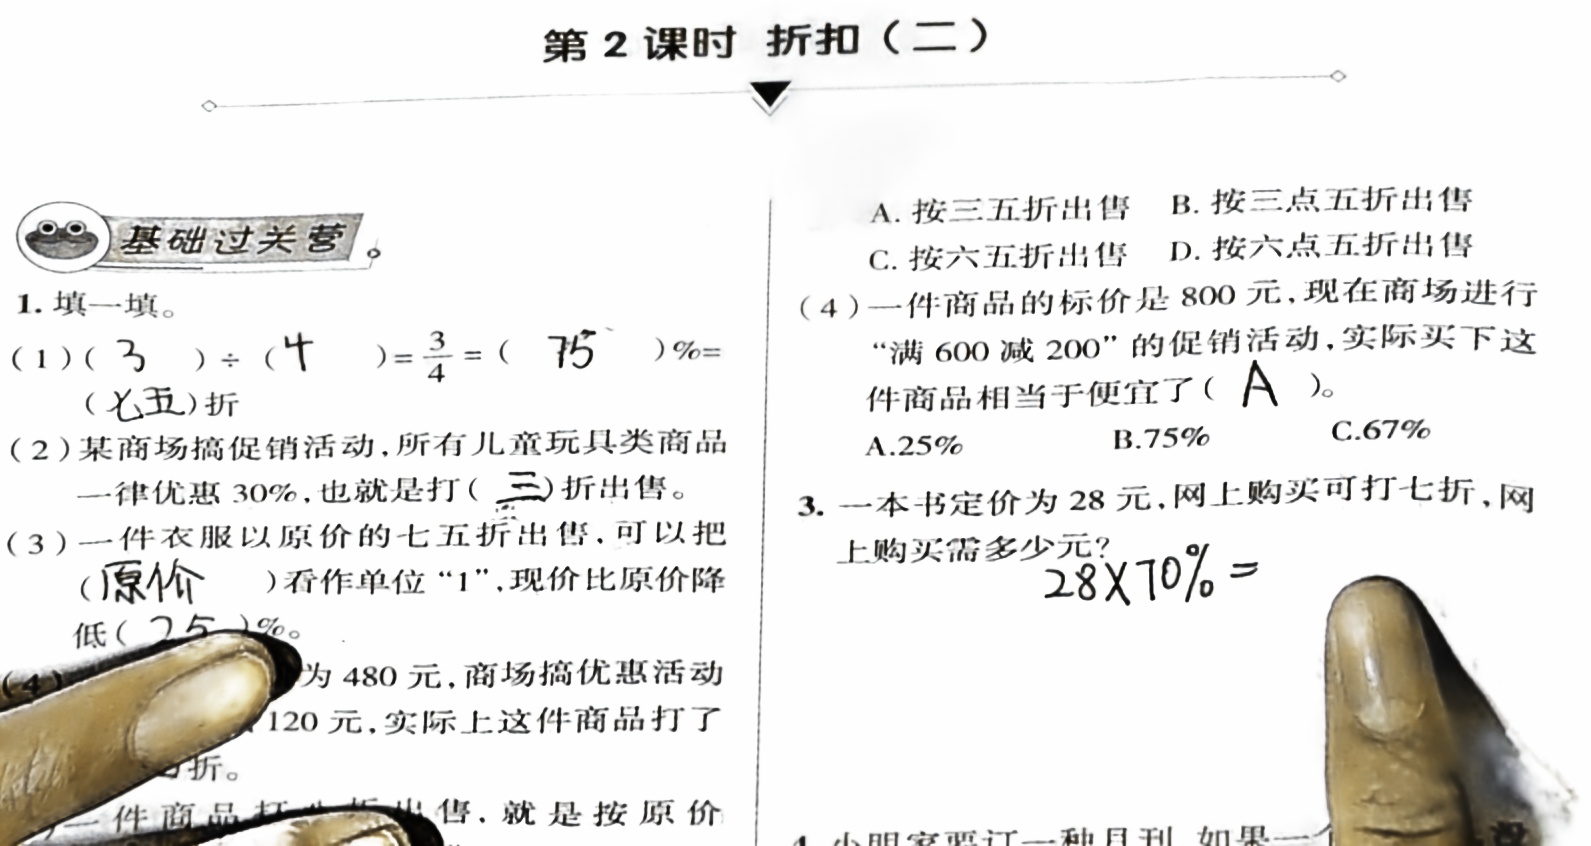 第2课时 折扣(二)
基础过关营
1. 填一填。
(1)( 3 )÷( 4 )=3/4=( 75 )%=
(七五)折
(2)某商场搞促销活动,所有儿童玩具类商品
一律优惠 30%,也就是打( 三 )折出售。
(3)一件衣服以原价的七五折出售,可以把
(原价 )看作单位“1”,现价比原价降
低( 25 )%。
(4)
为 480 元,商场搞优惠活动
120 元,实际上这件商品打了
折。
一件商品打八折出售,就是按原价
A. 按三五折出售 B. 按三点五折出售
C. 按六五折出售 D. 按六点五折出售
(4)一件商品的标价是 800 元,现在商场进行
“满 600 减 200”的促销活动,实际买下这
件商品相当于便宜了( A )。
A.25% B.75% C.67%
3. 一本书定价为 28 元,网上购买可打七折,网
上购买需多少元?
28×70%=
4. 小明家要订一种月刊,如果一个